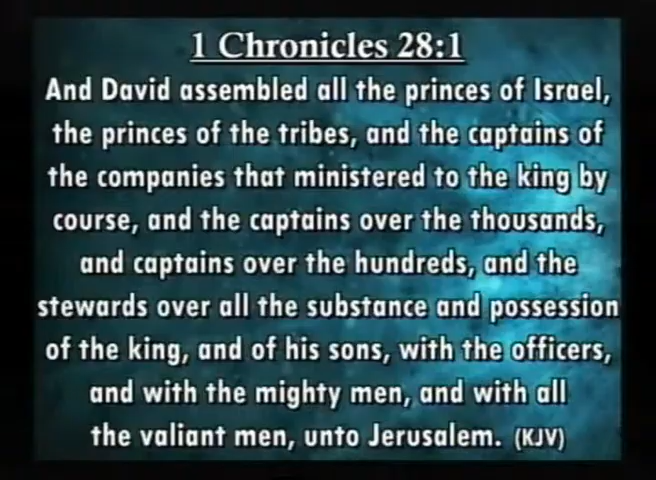 1 Chronicles 28:1
And David assembled all the princes of Israel,
the princes of the tribes, and the captains of
the companies that ministered to the king by
course, and the captains over the thousands,
and captains over the hundreds, and the
stewards over all the substance and possession
of the king, and of his sons, with the officers,
and with the mighty men, and with all
the valiant men, unto Jerusalem. (KJV)